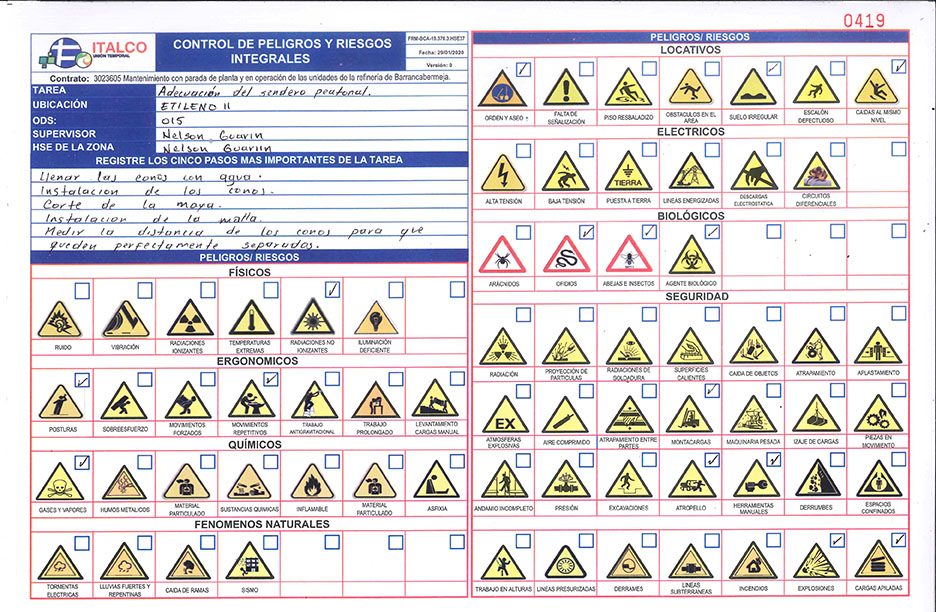 0419
ITALCO
UNIÓN TEMPORAL
CONTROL DE PELIGROS Y RIESGOS
INTEGRALES
FRM-SCA-10.378.3.HSE37
Fecha: 29/01/2020
Versión: 0
Contrato: 3023605 Mantenimiento con parada de planta y en operación de las unidades de la refinería de Barrancabermeja.
TAREA Adecuación del sendero peatonal.
UBICACIÓN ETILENO II
ODS: 015
SUPERVISOR Nelson Guarin
HSE DE LA ZONA Nelson Guariin
REGISTRE LOS CINCO PASOS MAS IMPORTANTES DE LA TAREA
Llenar las conos con agua.
Instalacion de los conos.
Corte de la maya.
Instalacion de la malla.
Medir la distancia de los conos para que
queden perfectamente separados.
PELIGROS/ RIESGOS
FÍSICOS
RUIDO VIBRACIÓN RADIACIONES IONIZANTES TEMPERATURAS EXTREMAS RADIACIONES NO IONIZANTES ILUMINACIÓN DEFICIENTE
ERGONOMICOS
POSTURAS SOBREESFUERZO MOVIMIENTOS FORZADOS MOVIMIENTOS REPETITIVOS TRABAJO ANTIGRAVITACIONAL TRABAJO PROLONGADO LEVANTAMIENTO CARGAS MANUAL
QUÍMICOS
GASES Y VAPORES HUMOS METALICOS MATERIAL PARTICULADO SUSTANCIAS QUIMICAS INFLAMABLE MATERIAL PARTICULADO ASFIXIA
FENOMENOS NATURALES
TORMENTAS ELECTRICAS LLUVIAS FUERTES Y REPENTINAS CAIDA DE RAMAS SISMO
PELIGROS/ RIESGOS
LOCATIVOS
ORDEN Y ASEO FALTA DE SEÑALIZACIÓN PISO RESBALADIZO OBSTACULOS EN EL AREA SUELO IRREGULAR ESCALÓN DEFECTUOSO CAIDAS AL MISMO NIVEL
ELECTRICOS
TIERRA
ALTA TENSIÓN BAJA TENSIÓN PUESTA A TIERRA LINEAS ENERGIZADAS DESCARGAS ELECTROSTATICA CIRCUITOS DIFERENCIALES
BIOLÓGICOS
ARÁCNIDOS OFIDIOS ABEJAS E INSECTOS AGENTE BIOLÓGICO
SEGURIDAD
RADIACIÓN PROYECCIÓN DE PARTICULAS RADIACIONES DE SOLDADURA SUPERFICIES CALIENTES CAIDA DE OBJETOS ATRAPAMIENTO APLASTAMIENTO
EX
ATMOSFERAS EXPLOSIVAS AIRE COMPRIMIDO ATRAPAMIENTO ENTRE PARTES MONTACARGAS MAQUINARIA PESADA IZAJE DE CARGAS PIEZAS EN MOVIMIENTO
ANDAMIO INCOMPLETO PRESIÓN EXCAVACIONES ATROPELLO HERRAMIENTAS MANUALES DERRUMBES ESPACIOS CONFINADOS
TRABAJO EN ALTURAS LINEAS PRESURIZADAS DERRAMES LINEAS SUBTERRANEAS INCENDIOS EXPLOSIONES CARGAS APILADAS